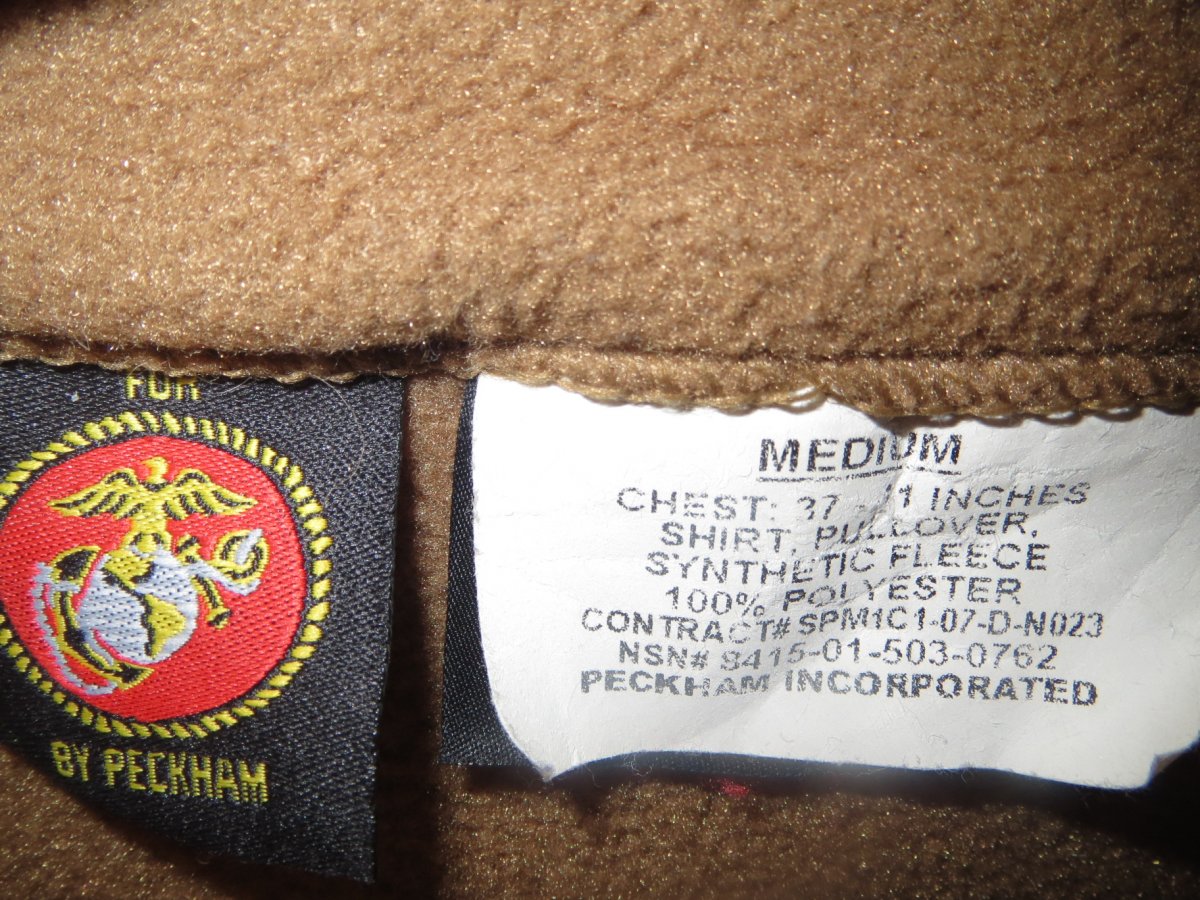 FOR
BY PECKHAM
MEDIUM
CHEST: 37 - 1 INCHES
SHIRT, PULLOVER,
SYNTHETIC FLEECE
100% POLYESTER
CONTRACT# SPM1C1-07-D-N023
NSN# 8415-01-503-0762
PECKHAM INCORPORATED